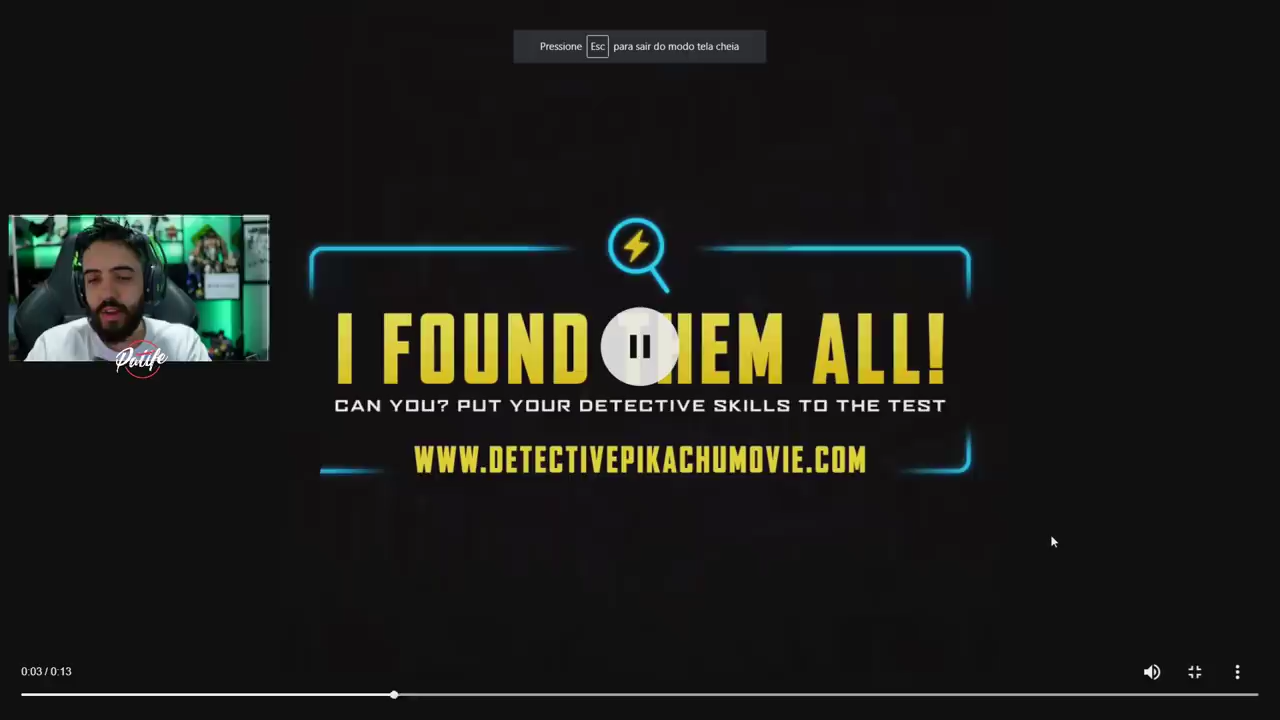 Pressione Esc para sair do modo tela cheia
I FOUND THEM ALL!
CAN YOU? PUT YOUR DETECTIVE SKILLS TO THE TEST
WWW.DETECTIVEPIKACHUMOVIE.COM
Patife
0:03 / 0:13